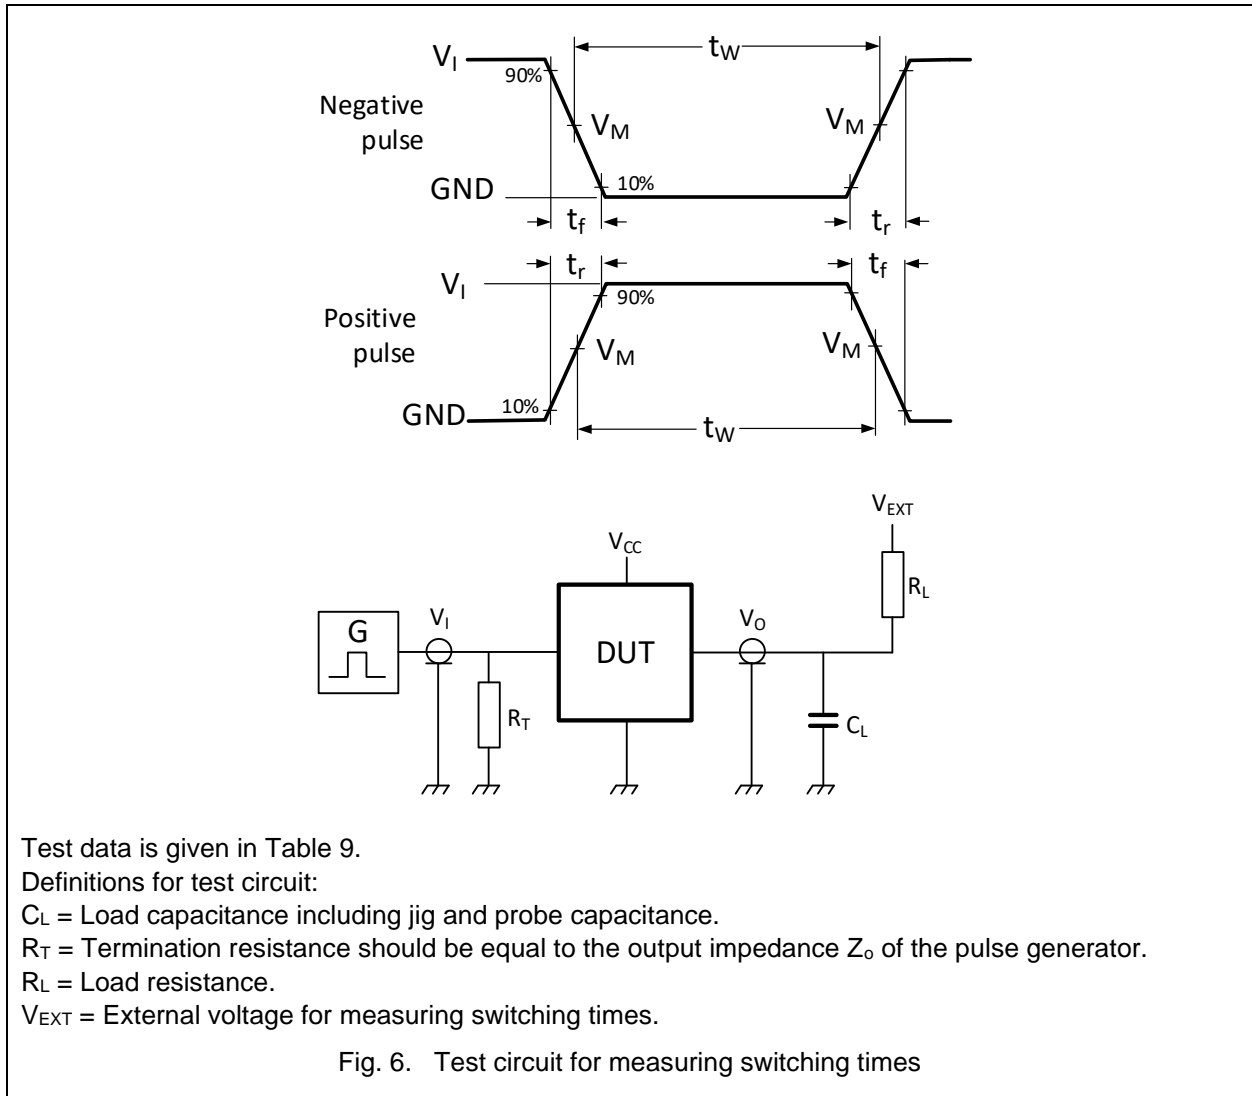 V_I
90%
t_W
Negative
pulse
V_M
V_M
GND
10%
t_f
t_r
V_I
t_r
90%
t_f
Positive
pulse
V_M
V_M
GND
10%
t_W
V_EXT
V_CC
R_L
G
V_I
DUT
V_O
R_T
C_L
Test data is given in Table 9.
Definitions for test circuit:
C_L = Load capacitance including jig and probe capacitance.
R_T = Termination resistance should be equal to the output impedance Z_o of the pulse generator.
R_L = Load resistance.
V_EXT = External voltage for measuring switching times.
Fig. 6. Test circuit for measuring switching times